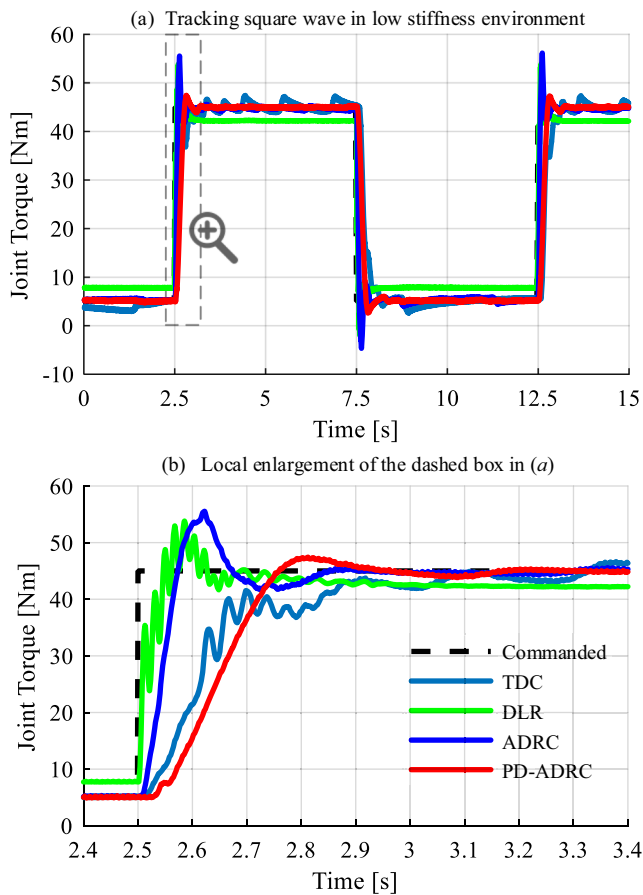 (a) Tracking square wave in low stiffness environment
60
50
40
30
20
10
0
-10
Joint Torque [Nm]
0 2.5 5 7.5 10 12.5 15
Time [s]
(b) Local enlargement of the dashed box in (a)
60
50
40
30
20
10
0
Joint Torque [Nm]
Commanded
TDC
DLR
ADRC
PD-ADRC
2.4 2.5 2.6 2.7 2.8 2.9 3 3.1 3.2 3.3 3.4
Time [s]